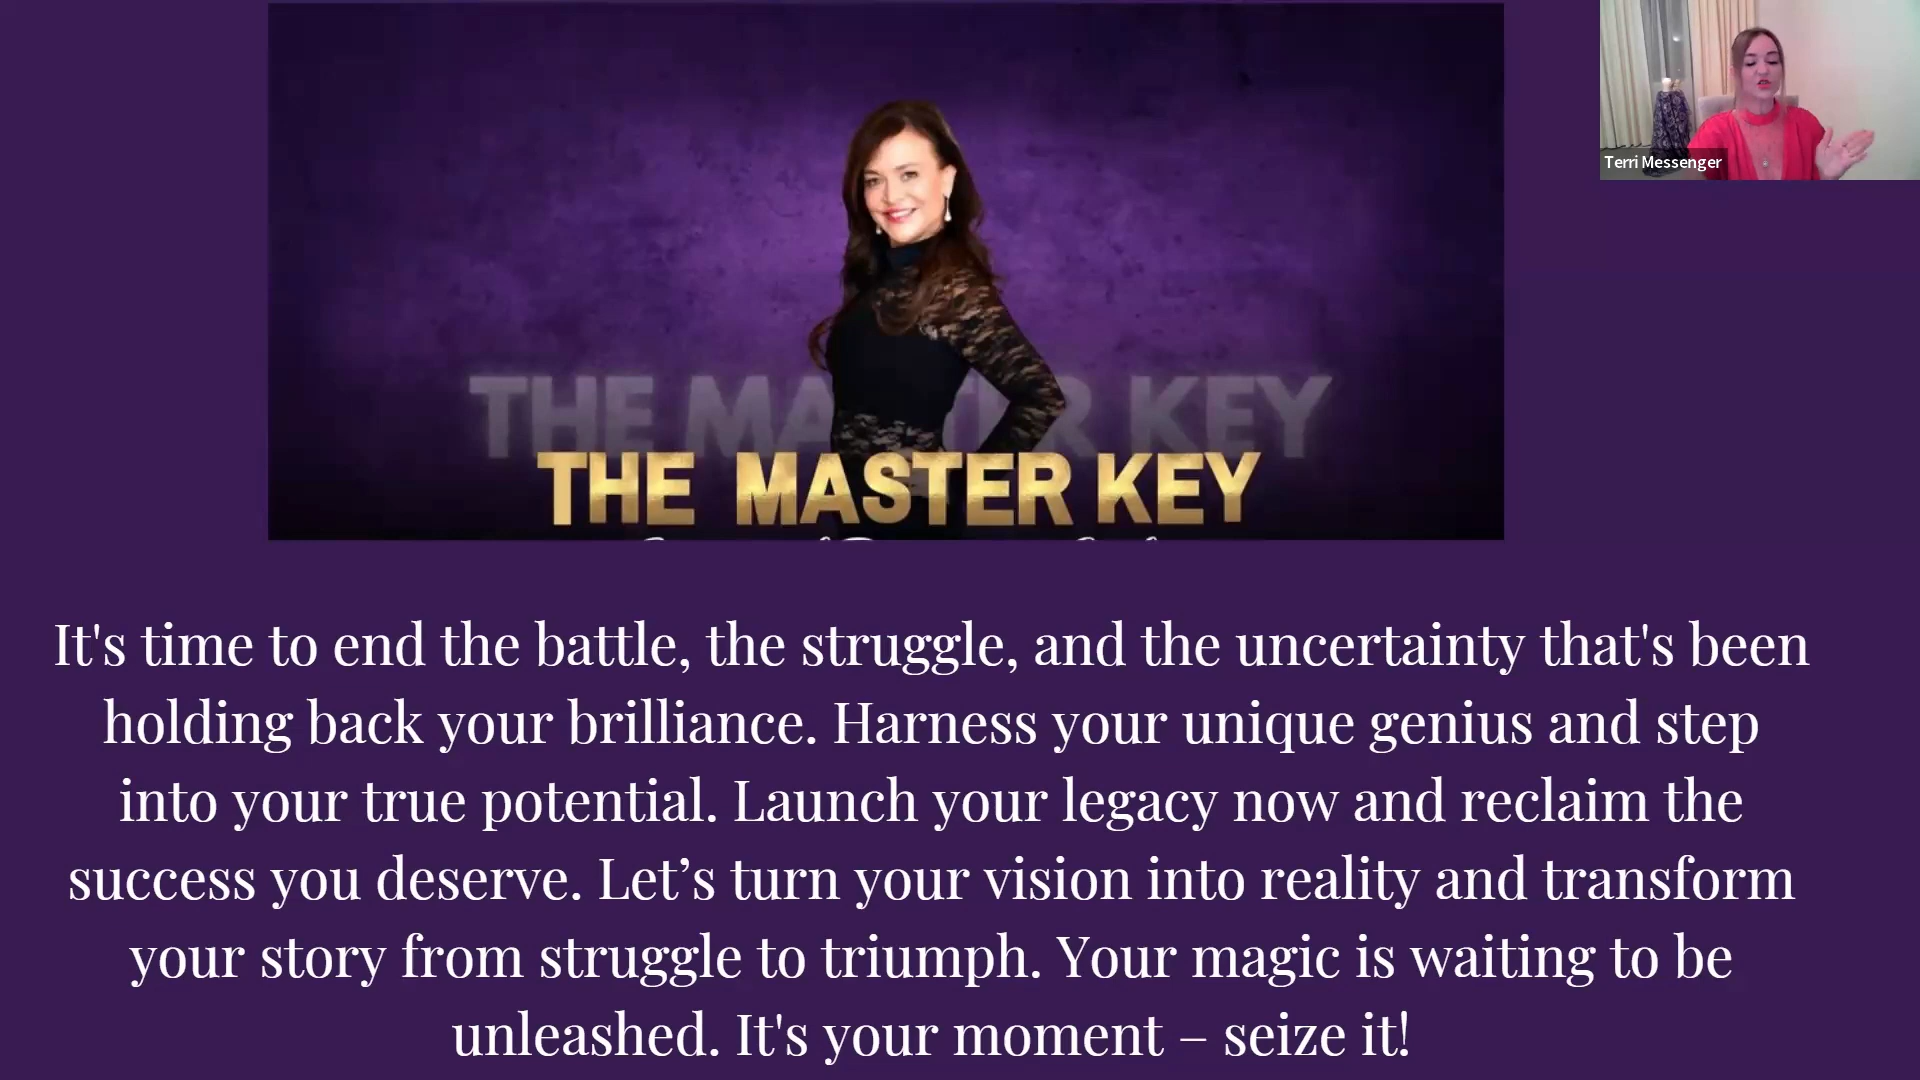 Terri Messenger
THE MASTER KEY
THE MASTER KEY
It's time to end the battle, the struggle, and the uncertainty that's been
holding back your brilliance. Harness your unique genius and step
into your true potential. Launch your legacy now and reclaim the
success you deserve. Let’s turn your vision into reality and transform
your story from struggle to triumph. Your magic is waiting to be
unleashed. It's your moment – seize it!